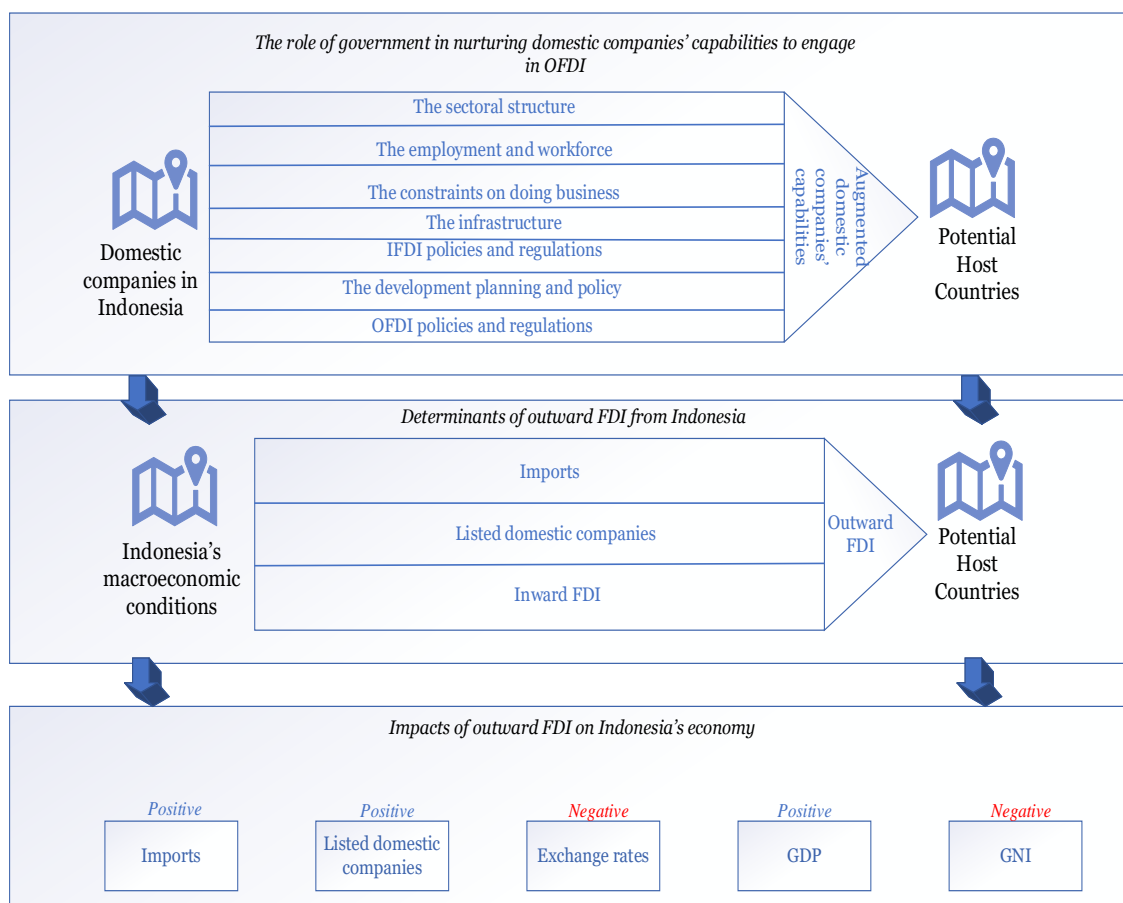 The role of government in nurturing domestic companies' capabilities to engage
in OFDI
The sectoral structure
The employment and workforce
The constraints on doing business
The infrastructure
IFDI policies and regulations
The development planning and policy
OFDI policies and regulations
Augmented
domestic
companies'
capabilities
Domestic
companies in
Indonesia
Potential
Host
Countries
Determinants of outward FDI from Indonesia
Imports
Listed domestic companies
Inward FDI
Outward
FDI
Indonesia's
macroeconomic
conditions
Potential
Host
Countries
Impacts of outward FDI on Indonesia's economy
Positive
Imports
Positive
Listed domestic
companies
Negative
Exchange rates
Positive
GDP
Negative
GNI